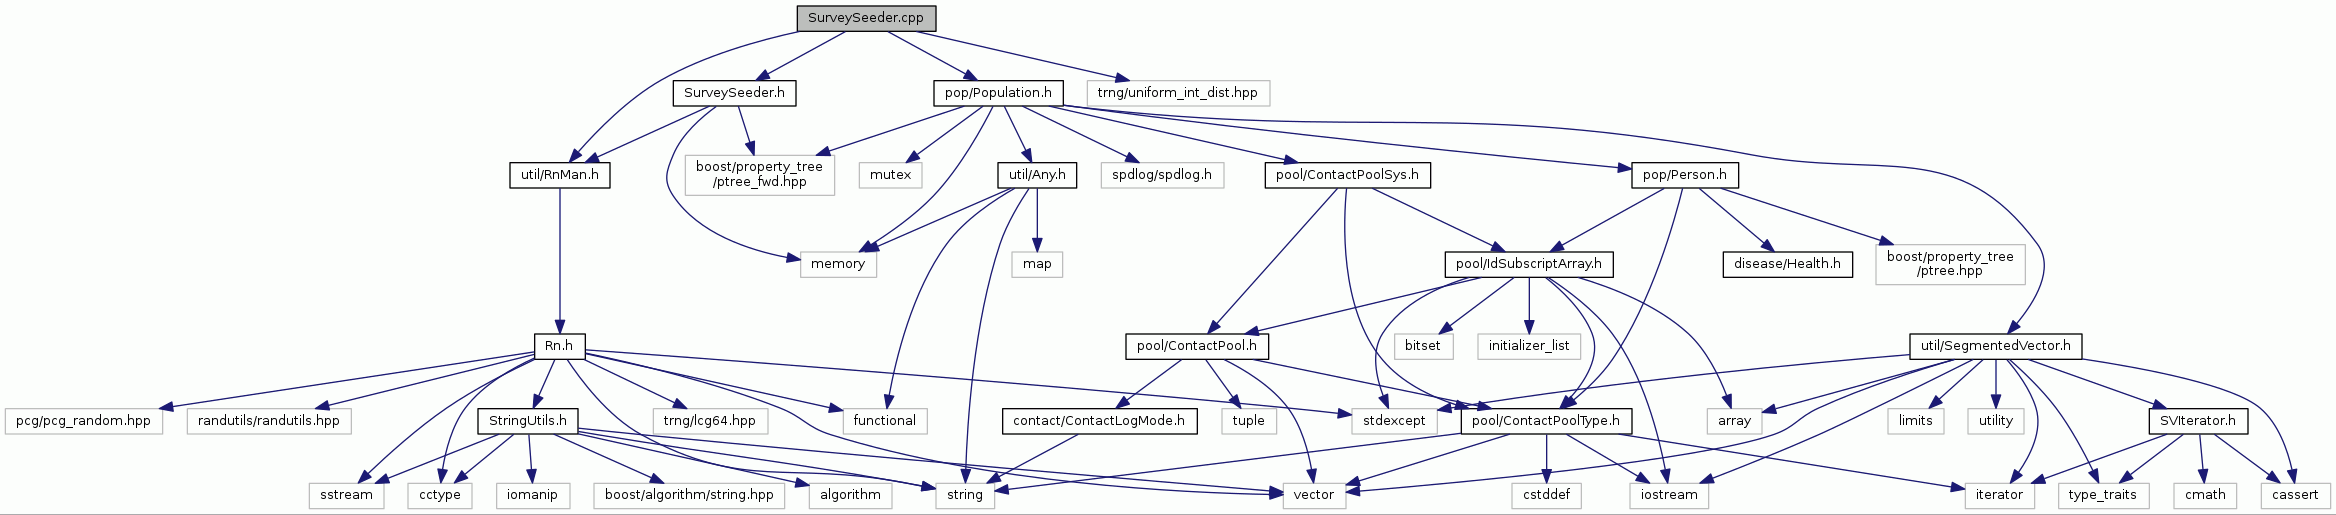 SurveySeeder.cpp
SurveySeeder.h
pop/Population.h
trng/uniform_int_dist.hpp
util/RnMan.h
boost/property_tree
/ptree_fwd.hpp
mutex
util/Any.h
spdlog/spdlog.h
pool/ContactPoolSys.h
pop/Person.h
memory
map
pool/IdSubscriptArray.h
disease/Health.h
boost/property_tree
/ptree.hpp
Rn.h
pool/ContactPool.h
bitset
initializer_list
util/SegmentedVector.h
pcg/pcg_random.hpp
randutils/randutils.hpp
StringUtils.h
trng/lcg64.hpp
functional
contact/ContactLogMode.h
tuple
stdexcept
pool/ContactPoolType.h
array
limits
utility
SVIterator.h
sstream
cctype
iomanip
boost/algorithm/string.hpp
algorithm
string
vector
cstddef
iostream
iterator
type_traits
cmath
cassert